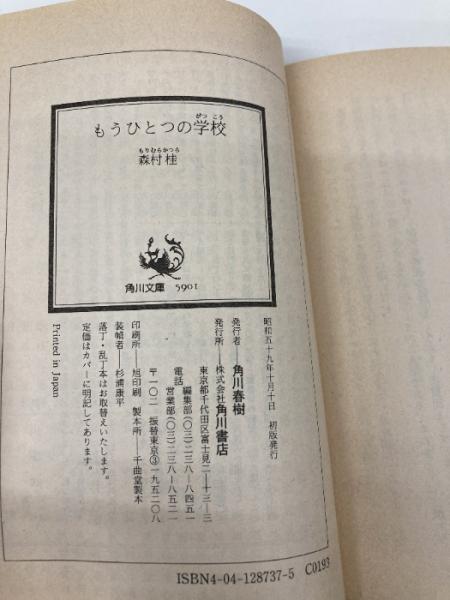 もうひとつの学校
がっこう
森村桂
もりむらかつら
角川文庫 5901
昭和五十九年十月十日 初版発行
発行者――角川春樹
発行所――株式会社角川書店
東京都千代田区富士見二―十三―三
電話 編集部(〇三)二三八―八四五一
営業部(〇三)二三八―八五二一
〒一〇二 振替東京③一九五二〇八
印刷所――旭印刷 製本所――千曲堂製本
装幀者――杉浦康平
落丁・乱丁本はお取替えいたします。
定価はカバーに明記してあります。
Printed in Japan
ISBN4-04-128737-5 C0193